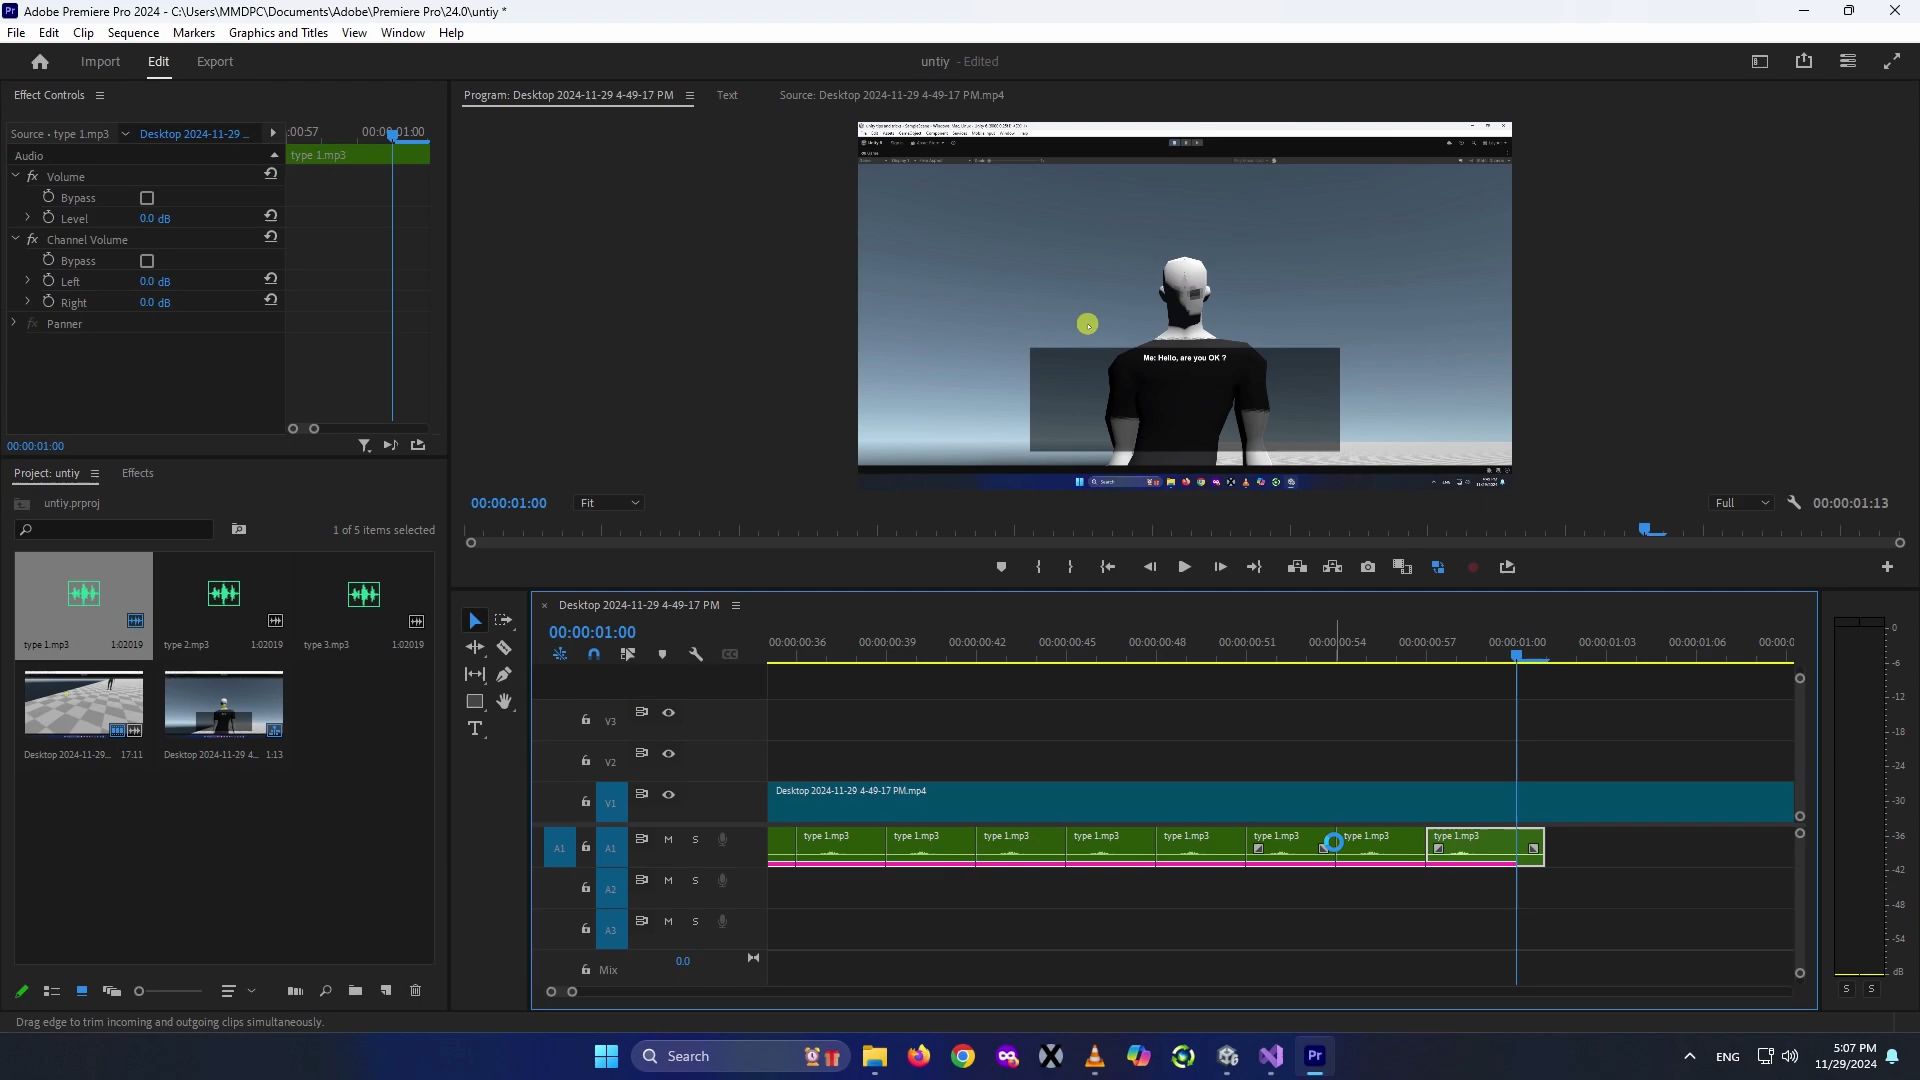 Adobe Premiere Pro 2024 - C:\Users\MMDPC\Documents\Adobe\Premiere Pro\24.0\untiy *
File Edit Clip Sequence Markers Graphics and Titles View Window Help
Import Edit Export
untiy - Edited
Effect Controls
Program: Desktop 2024-11-29 4-49-17 PM
Text
Source: Desktop 2024-11-29 4-49-17 PM.mp4
Source • type 1.mp3
Desktop 2024-11-29 ...
:00:57
Audio
type 1.mp3
Volume
Bypass
Level 0.0 dB
Channel Volume
Bypass
Left 0.0 dB
Right 0.0 dB
Panner
00:00:01:00
Me: Hello, are you OK ?
Search
00:00:01:00
Fit
Full
00:00:01:13
Project: untiy
Effects
untiy.prproj
1 of 5 items selected
type 1.mp3 1:02019
type 2.mp3 1:02019
type 3.mp3 1:02019
Desktop 2024-11-29... 17:11
Desktop 2024-11-29 4... 1:13
Desktop 2024-11-29 4-49-17 PM
00:00:01:00
00:00:00:36 00:00:00:39 00:00:00:42 00:00:00:45 00:00:00:48 00:00:00:51 00:00:00:54 00:00:00:57 00:00:01:00 00:00:01:03 00:00:01:06
V3
V2
V1
Desktop 2024-11-29 4-49-17 PM.mp4
A1 A1 M S
type 1.mp3 type 1.mp3 type 1.mp3 type 1.mp3 type 1.mp3 type 1.mp3 type 1.mp3 type 1.mp3
A2 M S
A3 M S
Mix 0.0
0
-6
-12
-18
-24
-30
-36
-42
-48
-54
dB
S S
Drag edge to trim incoming and outgoing clips simultaneously.
Search
Pr
ENG
5:07 PM
11/29/2024